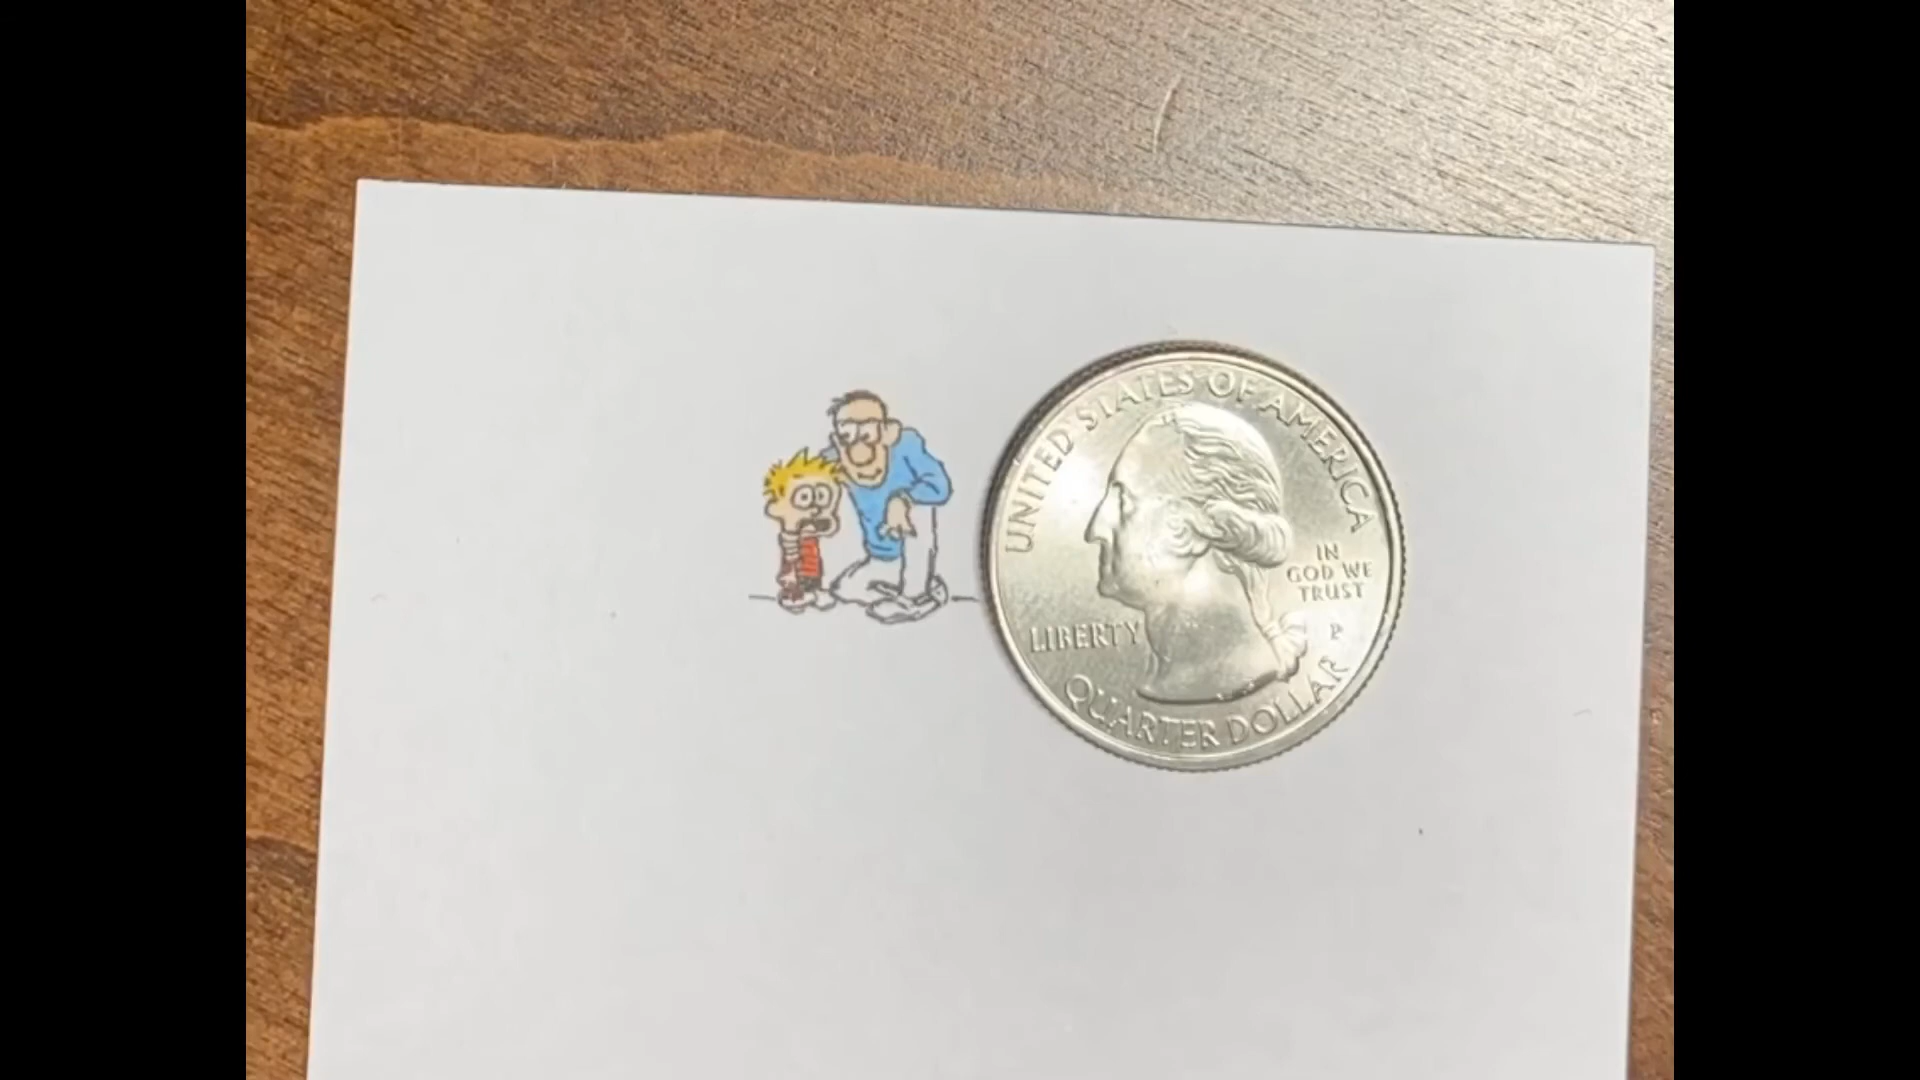 UNITED STATES OF AMERICA
IN
GOD WE
TRUST
LIBERTY
P
QUARTER DOLLAR